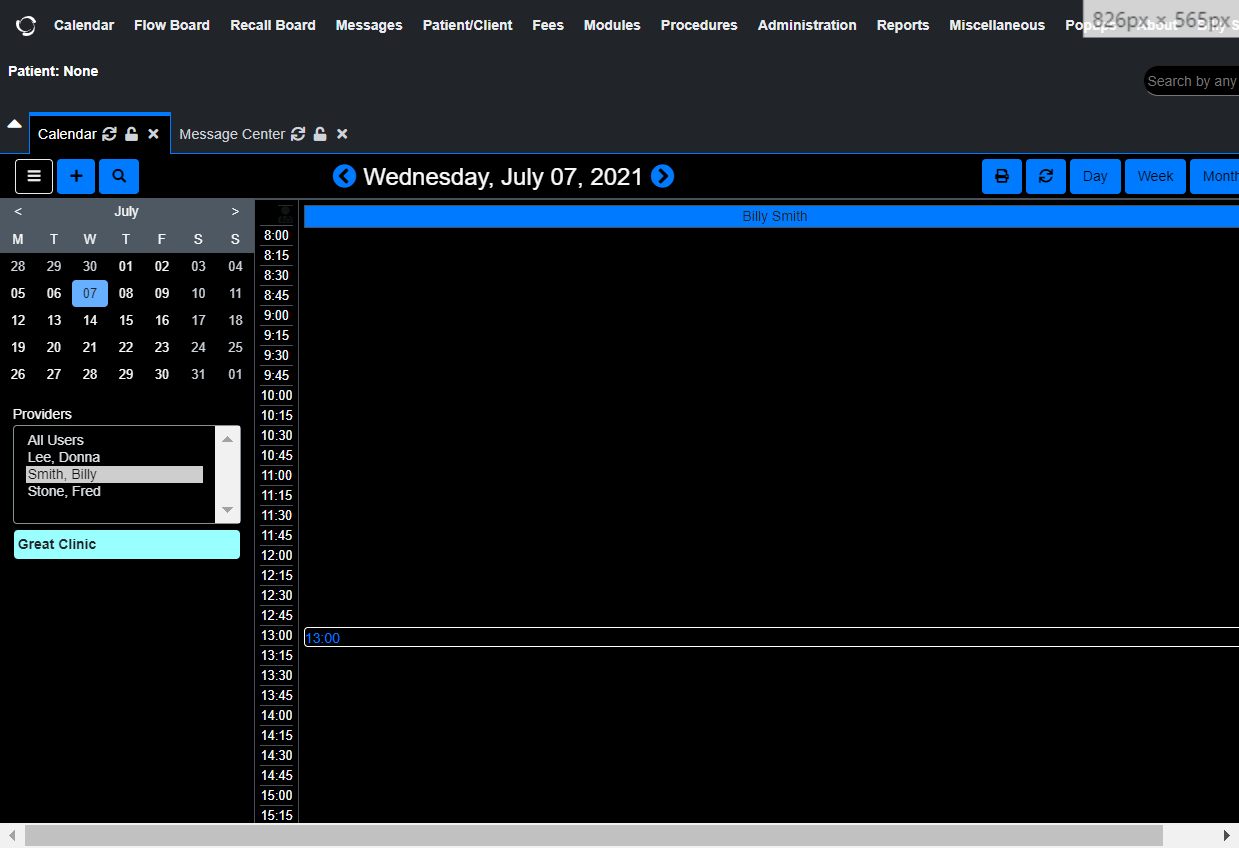 Calendar Flow Board Recall Board Messages Patient/Client Fees Modules Procedures Administration Reports Miscellaneous Popups About Billy S
826px × 565px
Patient: None
Search by any
Calendar Message Center
Wednesday, July 07, 2021
Day Week Month
< July >
M T W T F S S
28 29 30 01 02 03 04
05 06 07 08 09 10 11
12 13 14 15 16 17 18
19 20 21 22 23 24 25
26 27 28 29 30 31 01
Providers
All Users
Lee, Donna
Smith, Billy
Stone, Fred
Great Clinic
Billy Smith
8:00
8:15
8:30
8:45
9:00
9:15
9:30
9:45
10:00
10:15
10:30
10:45
11:00
11:15
11:30
11:45
12:00
12:15
12:30
12:45
13:00 13:00
13:15
13:30
13:45
14:00
14:15
14:30
14:45
15:00
15:15